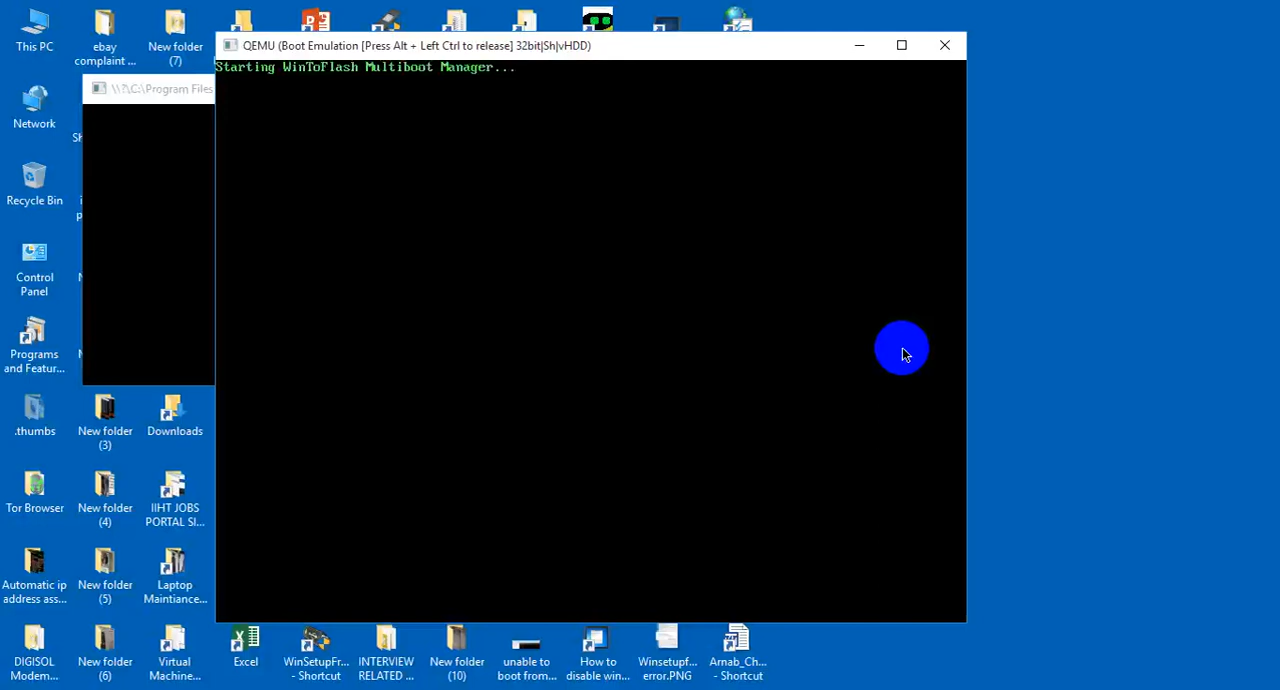 This PC
ebay
complaint ...
New folder
(7)
QEMU (Boot Emulation [Press Alt + Left Ctrl to release] 32bit|Sh|vHDD)
Starting WinToFlash Multiboot Manager...
\\?\C:\Program Files
Network
Recycle Bin
Control
Panel
Programs
and Featur...
.thumbs
New folder
(3)
Downloads
Tor Browser
New folder
(4)
IIHT JOBS
PORTAL SI...
Automatic ip
address ass...
New folder
(5)
Laptop
Maintiance...
DIGISOL
Modem...
New folder
(6)
Virtual
Machine...
Excel
WinSetupFr...
- Shortcut
INTERVIEW
RELATED ...
New folder
(10)
unable to
boot from...
How to
disable win...
Winsetupf...
error.PNG
Arnab_Ch...
- Shortcut